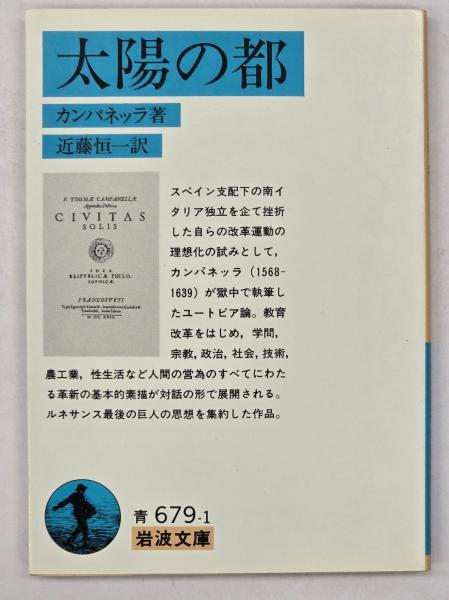 太陽の都
カンパネッラ著
近藤恒一訳
F. THOMÆ CAMPANELLÆ
Appendix Politicæ
CIVITAS
SOLIS
IDEA
REIPVBLICÆ PHILO-
SOPHICÆ.
FRANCOFVRTI
スペイン支配下の南イ
タリア独立を企て挫折
した自らの改革運動の
理想化の試みとして，
カンパネッラ（1568-
1639）が獄中で執筆し
たユートピア論。教育
改革をはじめ，学問，
宗教，政治，社会，技術，
農工業，性生活など人間の営為のすべてにわた
る革新の基本的素描が対話の形で展開される。
ルネサンス最後の巨人の思想を集約した作品。
青 679-1
岩波文庫